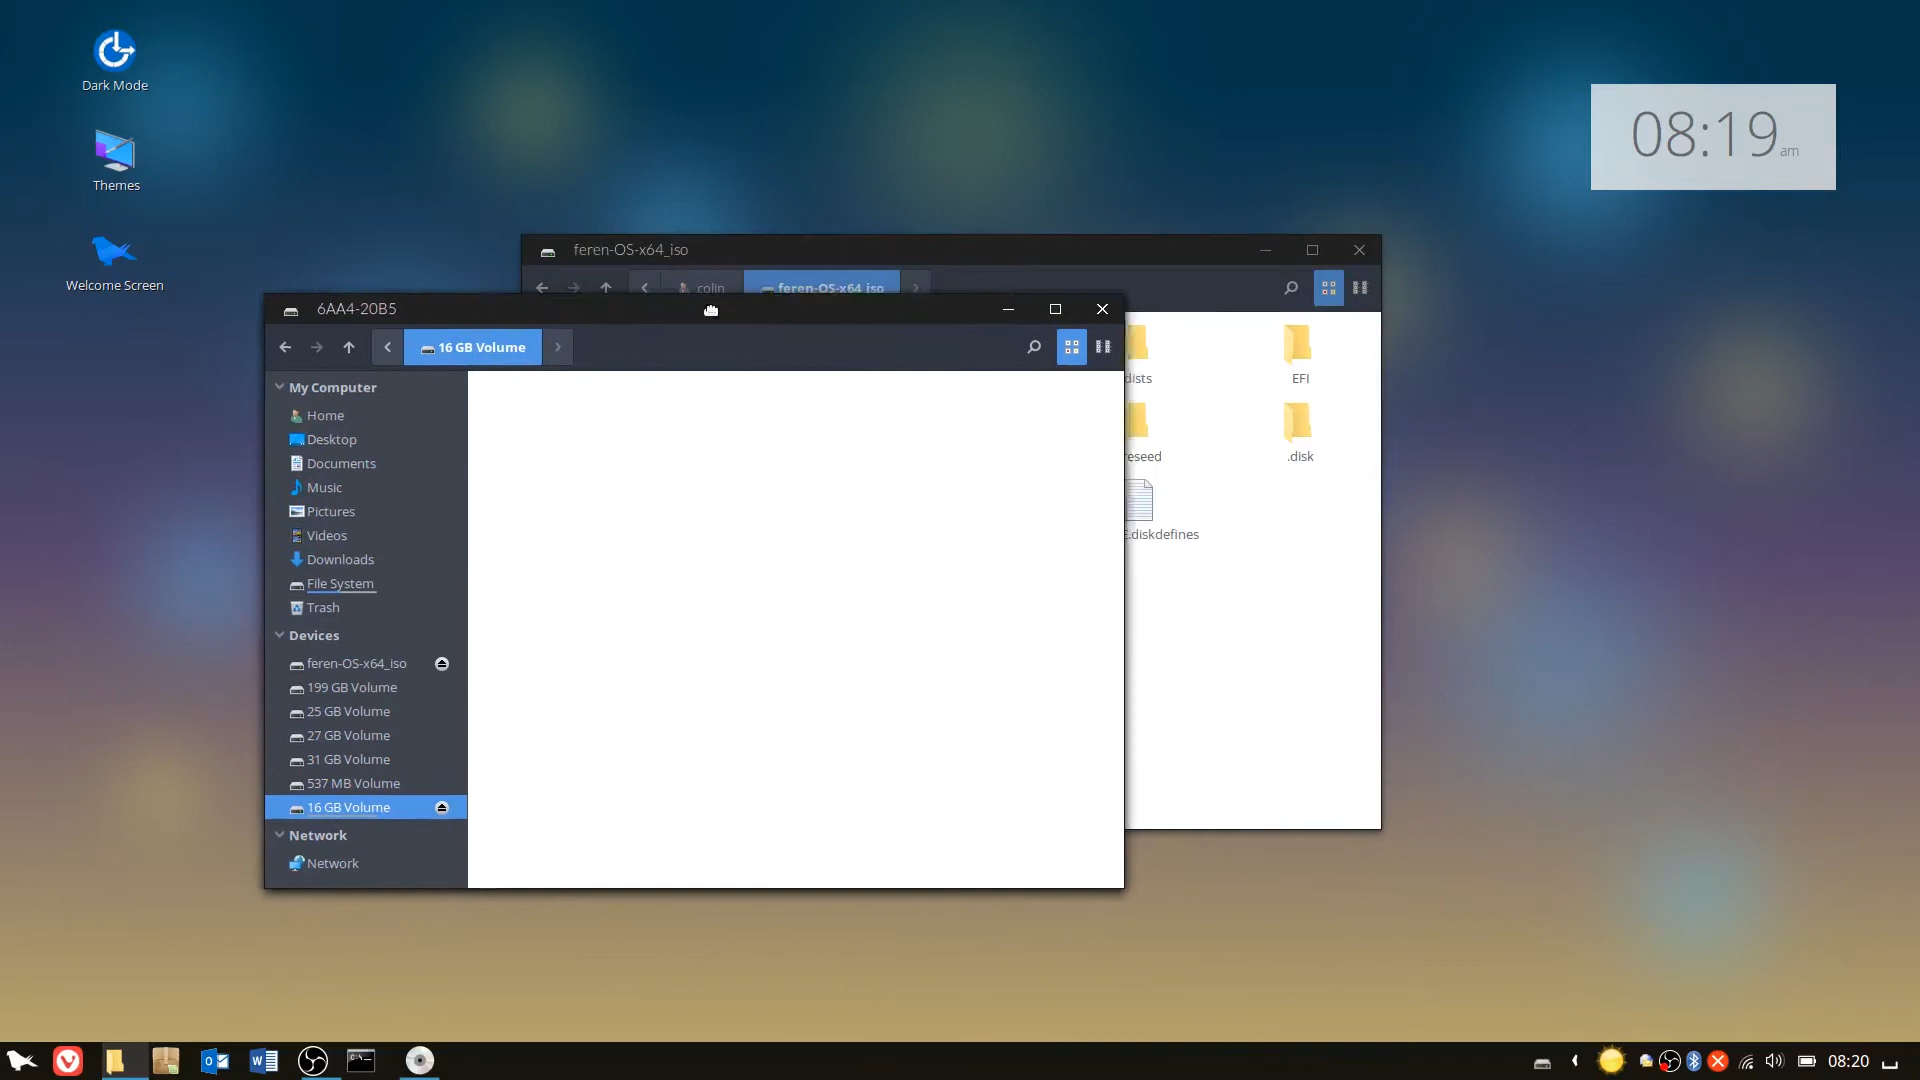 Dark Mode
Themes
Welcome Screen
08:19 am
feren-OS-x64_iso
colin
feren-OS-x64 iso
dists
EFI
reseed
.disk
E.diskdefines
6AA4-20B5
16 GB Volume
My Computer
Home
Desktop
Documents
Music
Pictures
Videos
Downloads
File System
Trash
Devices
feren-OS-x64_iso
199 GB Volume
25 GB Volume
27 GB Volume
31 GB Volume
537 MB Volume
16 GB Volume
Network
Network
08:20